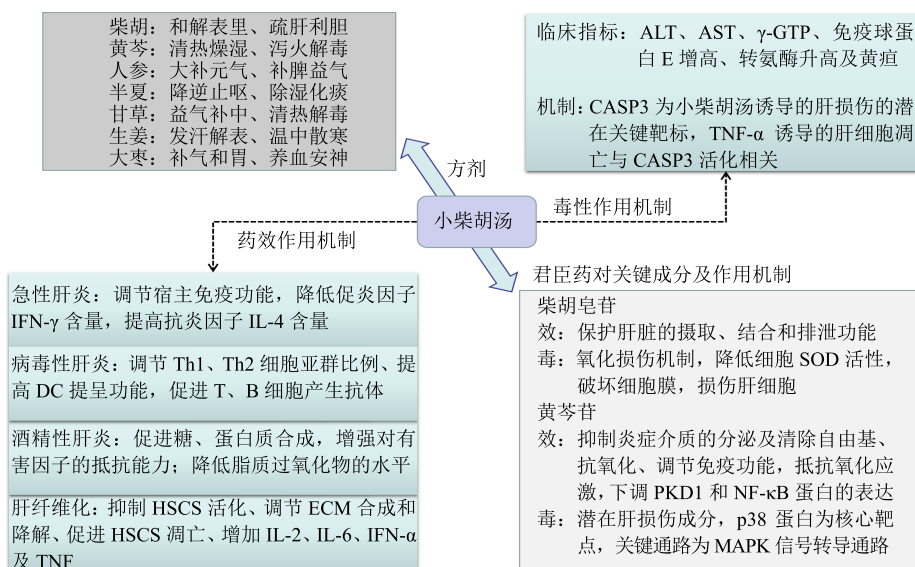 柴胡：和解表里、疏肝利胆
黄芩：清热燥湿、泻火解毒
人参：大补元气、补脾益气
半夏：降逆止呕、除湿化痰
甘草：益气补中、清热解毒
生姜：发汗解表、温中散寒
大枣：补气和胃、养血安神
临床指标：ALT、AST、γ-GTP、免疫球蛋
白 E 增高、转氨酶升高及黄疸
机制：CASP3 为小柴胡汤诱导的肝损伤的潜
在关键靶标，TNF-α 诱导的肝细胞凋
亡与 CASP3 活化相关
方剂
小柴胡汤
毒性作用机制
药效作用机制
君臣药对关键成分及作用机制
急性肝炎：调节宿主免疫功能，降低促炎因子
IFN-γ 含量，提高抗炎因子 IL-4 含量
病毒性肝炎：调节 Th1、Th2 细胞亚群比例、提
高 DC 提呈功能，促进 T、B 细胞产生抗体
酒精性肝炎：促进糖、蛋白质合成，增强对有
害因子的抵抗能力；降低脂质过氧化物的水平
肝纤维化：抑制 HSCS 活化、调节 ECM 合成和
降解、促进 HSCS 凋亡、增加 IL-2、IL-6、IFN-α
及 TNF
柴胡皂苷
效：保护肝脏的摄取、结合和排泄功能
毒：氧化损伤机制，降低细胞 SOD 活性，
破坏细胞膜，损伤肝细胞
黄芩苷
效：抑制炎症介质的分泌及清除自由基、
抗氧化、调节免疫功能，抵抗氧化应
激，下调 PKD1 和 NF-κB 蛋白的表达
毒：潜在肝损伤成分，p38 蛋白为核心靶
点，关键通路为 MAPK 信号转导通路